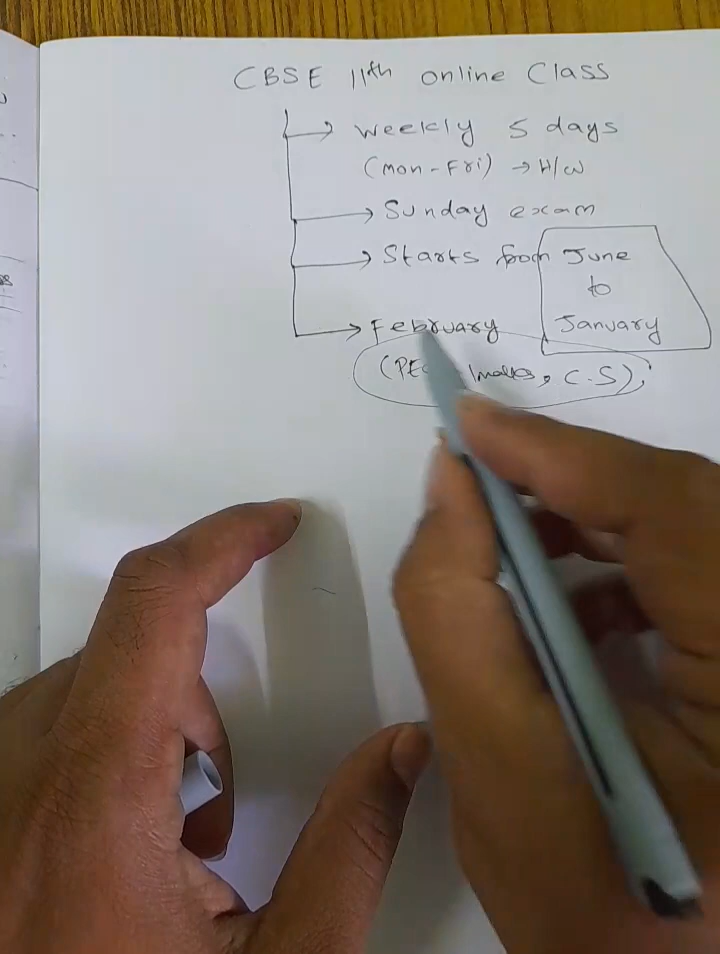 CBSE 11th online Class
weekly 5 days
(Mon - Fri) → H/W
Sunday exam
Starts from June
to
January
February
C.S)